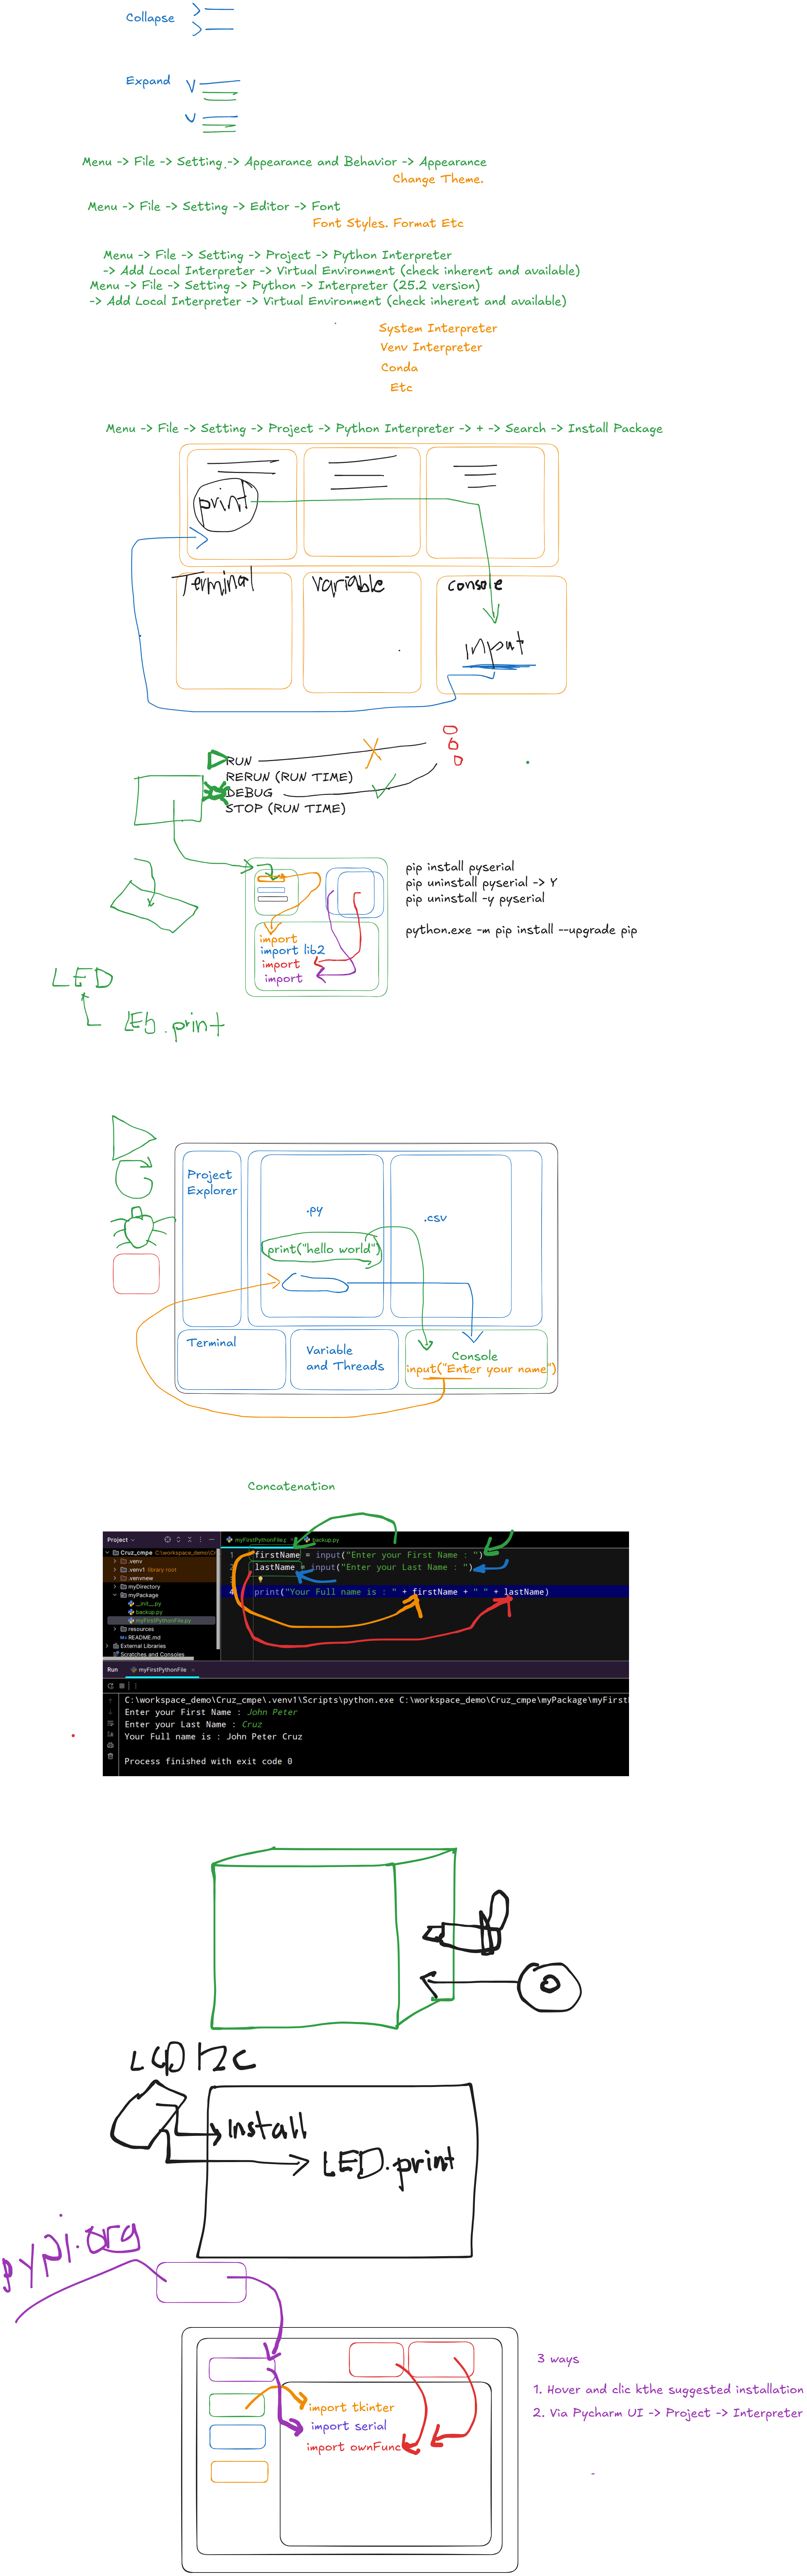 Collapse
Expand
Menu -> File -> Setting -> Appearance and Behavior -> Appearance
Change Theme.
Menu -> File -> Setting -> Editor -> Font
Font Styles. Format Etc
Menu -> File -> Setting -> Project -> Python Interpreter
-> Add Local Interpreter -> Virtual Environment (check inherent and available)
Menu -> File -> Setting -> Python -> Interpreter (25.2 version)
-> Add Local Interpreter -> Virtual Environment (check inherent and available)
System Interpreter
Venv Interpreter
Conda
Etc
Menu -> File -> Setting -> Project -> Python Interpreter -> + -> Search -> Install Package
print
Terminal
variable
console
input
RUN
RERUN (RUN TIME)
DEBUG
STOP (RUN TIME)
pip install pyserial
pip uninstall pyserial -> Y
pip uninstall -y pyserial
python.exe -m pip install --upgrade pip
import
import lib2
import
import
LED
LED.print
Project
Explorer
.py
.csv
print("hello world")
Terminal
Variable
and Threads
Console
input("Enter your name")
Concatenation
Project
Cruz_cmpe C:\workspace_demo\C
.venv
.venv1 library root
.venvnew
myDirectory
myPackage
__init__.py
backup.py
myFirstPythonFile.py
resources
README.md
External Libraries
Scratches and Consoles
myFirstPythonFile.py
backup.py
1 firstName = input("Enter your First Name : ")
2 lastName = input("Enter your Last Name : ")
4 print("Your Full name is : " + firstName + " " + lastName)
Run myFirstPythonFile
C:\workspace_demo\Cruz_cmpe\.venv1\Scripts\python.exe C:\workspace_demo\Cruz_cmpe\myPackage\myFirst
Enter your First Name : John Peter
Enter your Last Name : Cruz
Your Full name is : John Peter Cruz
Process finished with exit code 0
LCD I2C
Install
LED.print
pypi.org
import tkinter
import serial
import ownFunc
3 ways
1. Hover and clic kthe suggested installation
2. Via Pycharm UI -> Project -> Interpreter